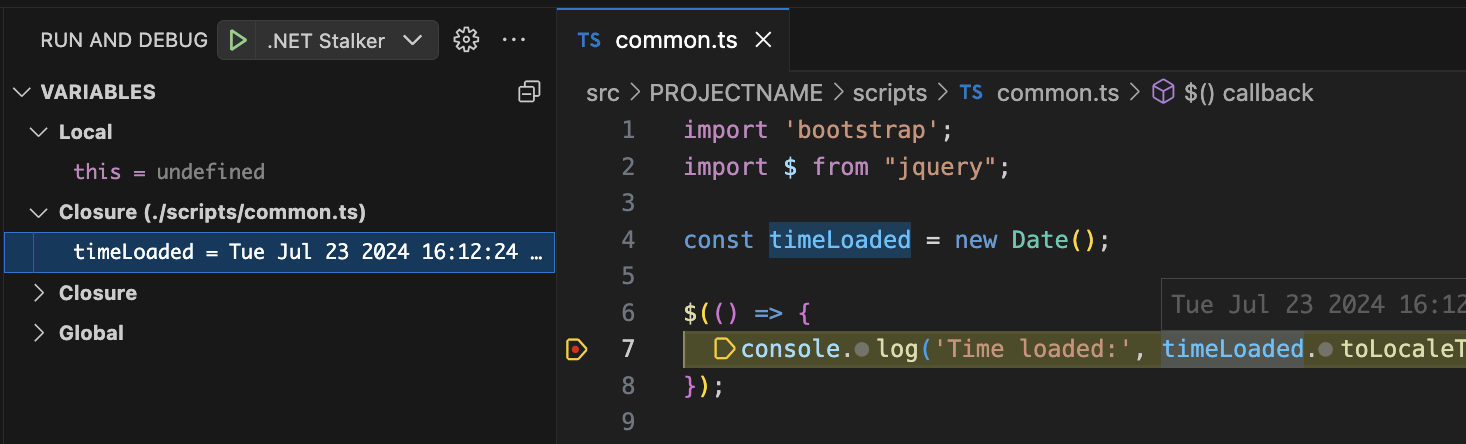 RUN AND DEBUG .NET Stalker
VARIABLES
Local
this = undefined
Closure (./scripts/common.ts)
timeLoaded = Tue Jul 23 2024 16:12:24 …
Closure
Global
TS common.ts
src > PROJECTNAME > scripts > TS common.ts > $() callback
1 import 'bootstrap';
2 import $ from "jquery";
3
4 const timeLoaded = new Date();
5
Tue Jul 23 2024 16:12
6 $(() => {
7 console.log('Time loaded:', timeLoaded.toLocaleT
8 });
9